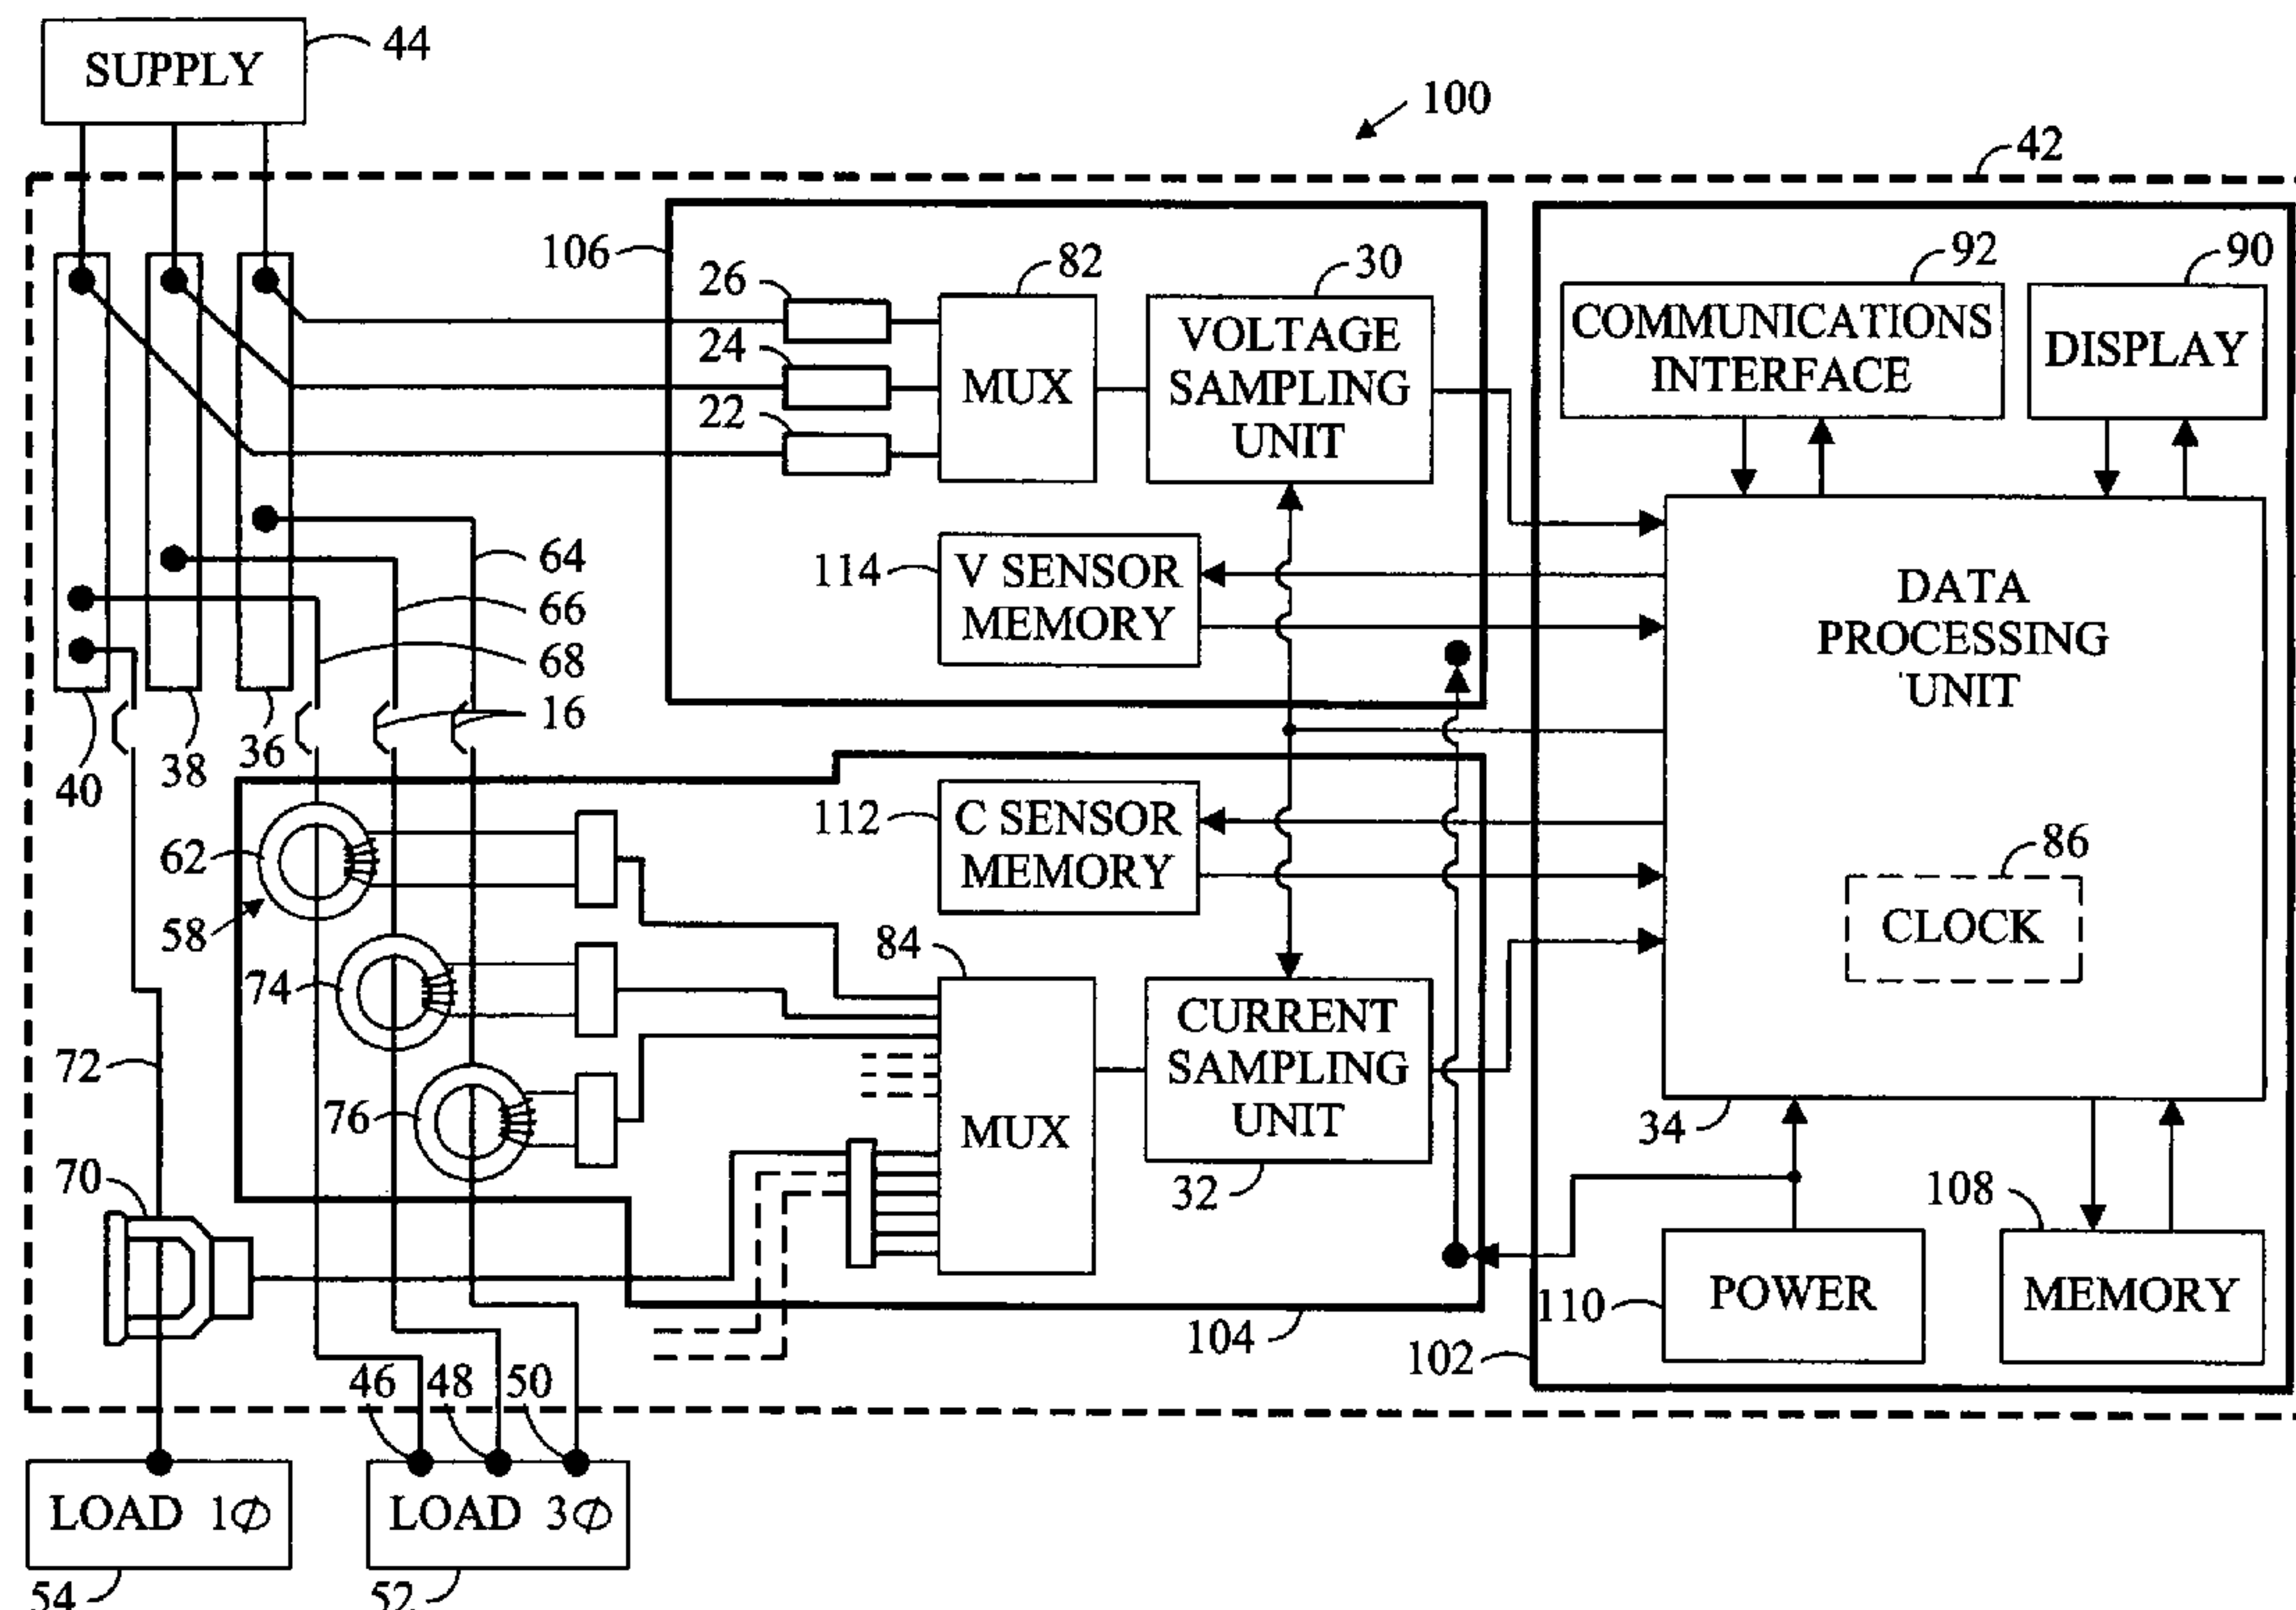 SUPPLY
44
100
42
106
26
24
22
82
MUX
30
VOLTAGE
SAMPLING
UNIT
92
COMMUNICATIONS
INTERFACE
90
DISPLAY
114
V SENSOR
MEMORY
64
66
68
16
40
38
36
DATA
PROCESSING
UNIT
86
CLOCK
34
112
C SENSOR
MEMORY
62
58
74
76
84
MUX
CURRENT
SAMPLING
UNIT
32
72
70
108
MEMORY
110
POWER
104
102
46
48
50
LOAD 1Φ
54
LOAD 3Φ
52